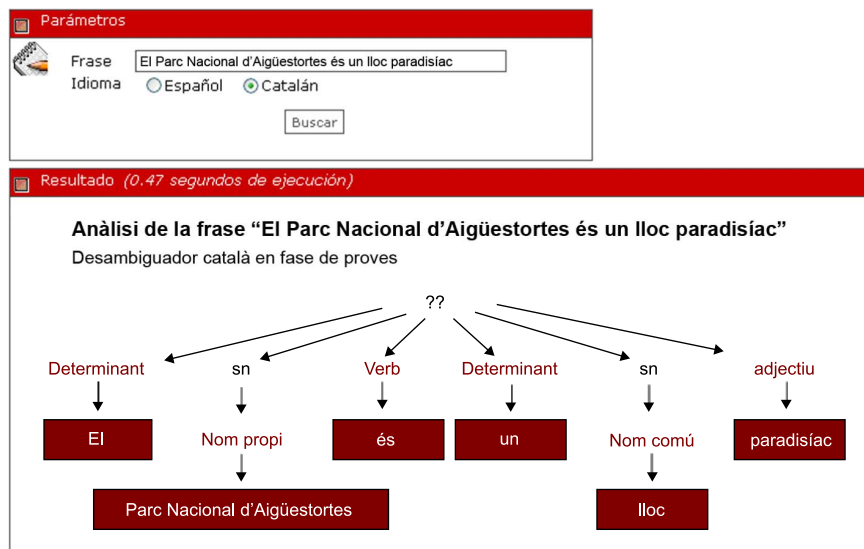 Parámetros
Frase El Parc Nacional d'Aigüestortes és un lloc paradisíac
Idioma Español Catalán
Buscar
Resultado (0.47 segundos de ejecución)
Anàlisi de la frase “El Parc Nacional d'Aigüestortes és un lloc paradisíac”
Desambiguador català en fase de proves
??
Determinant sn Verb Determinant sn adjectiu
El Nom propi és un Nom comú paradisíac
Parc Nacional d'Aigüestortes lloc